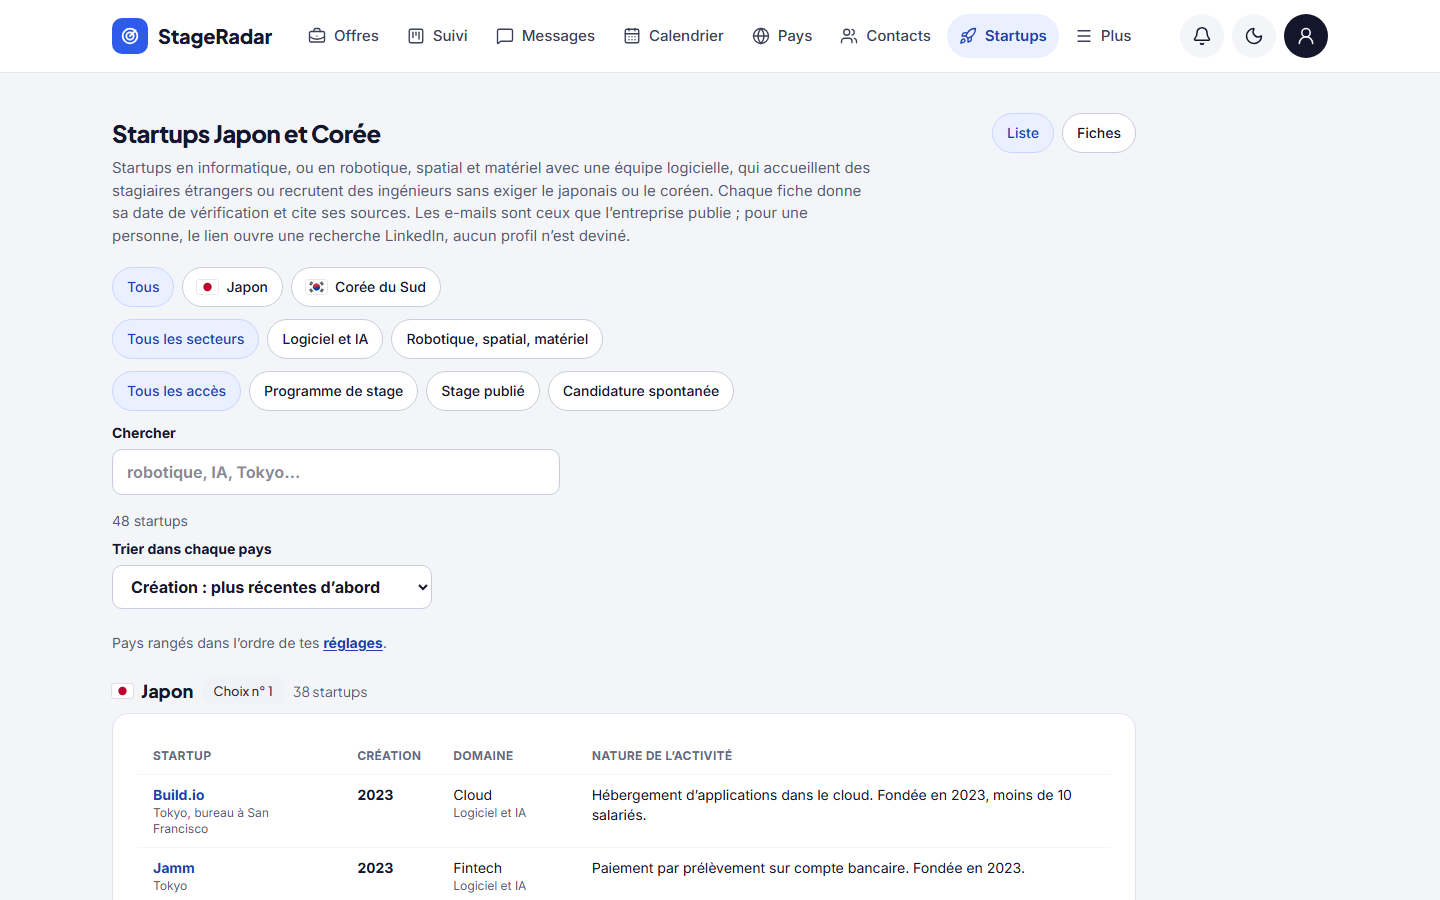 StageRadar
Offres
Suivi
Messages
Calendrier
Pays
Contacts
Startups
Plus
Startups Japon et Corée
Liste
Fiches
Startups en informatique, ou en robotique, spatial et matériel avec une équipe logicielle, qui accueillent des
stagiaires étrangers ou recrutent des ingénieurs sans exiger le japonais ou le coréen. Chaque fiche donne
sa date de vérification et cite ses sources. Les e-mails sont ceux que l’entreprise publie ; pour une
personne, le lien ouvre une recherche LinkedIn, aucun profil n’est deviné.
Tous
Japon
Corée du Sud
Tous les secteurs
Logiciel et IA
Robotique, spatial, matériel
Tous les accès
Programme de stage
Stage publié
Candidature spontanée
Chercher
robotique, IA, Tokyo…
48 startups
Trier dans chaque pays
Création : plus récentes d’abord
Pays rangés dans l’ordre de tes réglages.
Japon
Choix n° 1
38 startups
STARTUP
CRÉATION
DOMAINE
NATURE DE L’ACTIVITÉ
Build.io
2023
Cloud
Hébergement d’applications dans le cloud. Fondée en 2023, moins de 10
Tokyo, bureau à San
Logiciel et IA
salariés.
Francisco
Jamm
2023
Fintech
Paiement par prélèvement sur compte bancaire. Fondée en 2023.
Tokyo
Logiciel et IA